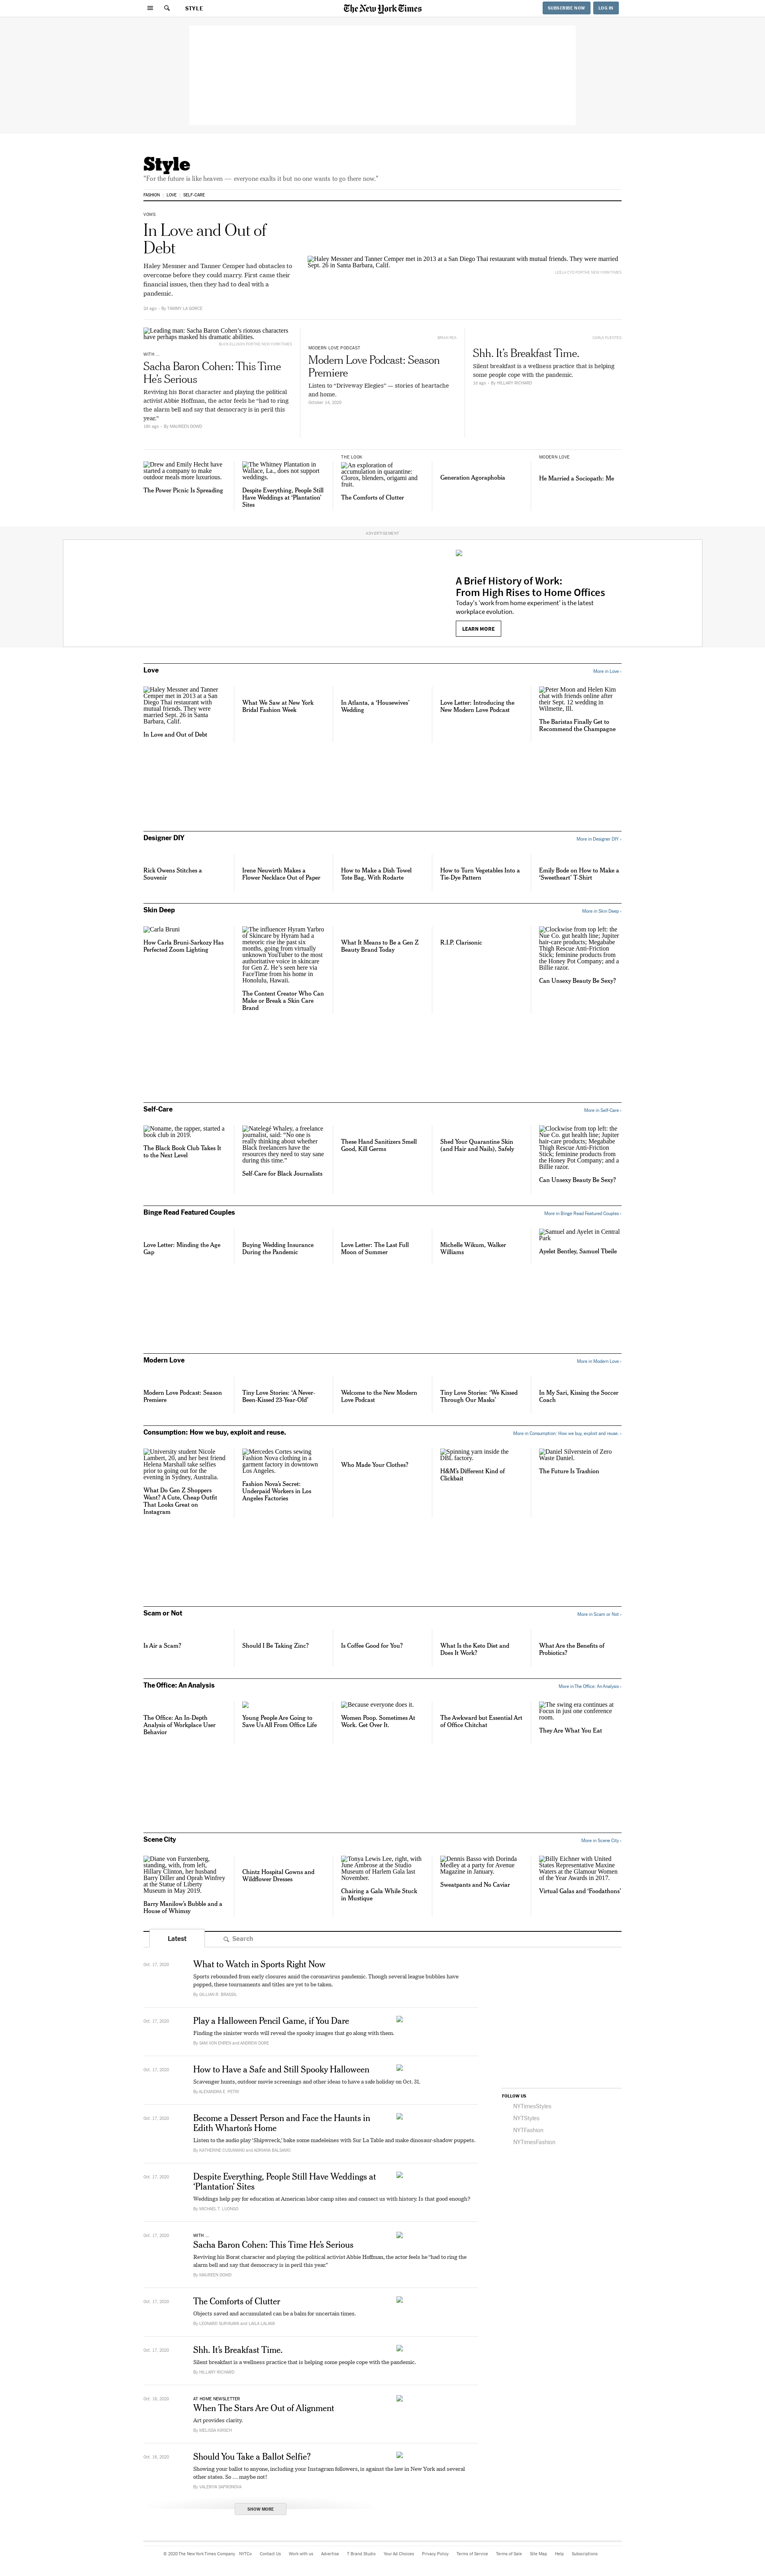 STYLE
The New York Times
SUBSCRIBE NOW
LOG IN
Style
"For the future is like heaven — everyone exalts it but no one wants to go there now."
FASHION
LOVE
SELF-CARE
VOWS
In Love and Out of
Debt
Haley Messner and Tanner Cemper had obstacles to
overcome before they could marry. First came their
financial issues, then they had to deal with a
pandemic.
1d ago • By TAMMY LA GORCE
Haley Messner and Tanner Cemper met in 2013 at a San Diego Thai restaurant with mutual friends. They were married
Sept. 26 in Santa Barbara, Calif.
Leading man: Sacha Baron Cohen's riotous characters
have perhaps masked his dramatic abilities.
WITH ...
Sacha Baron Cohen: This Time
He's Serious
Reviving his Borat character and playing the political
activist Abbie Hoffman, the actor feels he "had to ring
the alarm bell and say that democracy is in peril this
year."
19h ago • By MAUREEN DOWD
MODERN LOVE PODCAST
Modern Love Podcast: Season
Premiere
Listen to "Driveway Elegies" — stories of heartache
and home.
October 14, 2020
Shh. It's Breakfast Time.
Silent breakfast is a wellness practice that is helping
some people cope with the pandemic.
1d ago • By HILLARY RICHARD
Drew and Emily Hecht have
started a company to make
outdoor meals more luxurious.
The Power Picnic Is Spreading
The Whitney Plantation in
Wallace, La., does not support
weddings.
Despite Everything, People Still
Have Weddings at 'Plantation'
Sites
THE LOOK
An exploration of
accumulation in quarantine and
Clorox, blenders, origami and
fruit.
The Comforts of Clutter
Generation Agoraphobia
MODERN LOVE
He Married a Sociopath: Me
ADVERTISEMENT
A Brief History of Work:
From High Rises to Home Offices
Today's 'work from home experiment' is the latest
workplace evolution.
LEARN MORE
Love
More in Love ›
Haley Messner and Tanner
Cemper met in 2013 at a San
Diego Thai restaurant with
mutual friends. They were
married Sept. 26 in Santa
Barbara, Calif.
In Love and Out of Debt
What We Saw at New York
Bridal Fashion Week
In Atlanta, a 'Housewives'
Wedding
Love Letter: Introducing the
New Modern Love Podcast
Peter Moon and Helen Kim
chat with friends online after
their Sept. 12 wedding in
Wilmette, Ill.
The Baristas Finally Get to
Recommend the Champagne
Designer DIY
More in Designer DIY ›
Rick Owens Stitches a
Souvenir
Irene Neuwirth Makes a
Flower Necklace Out of Paper
How to Make a Dish Towel
Tote Bag, With Rodarte
How to Turn Vegetables Into a
Tie-Dye Pattern
Emily Bode on How to Make a
'Sweetheart' T-Shirt
Skin Deep
More in Skin Deep ›
Carla Bruni
How Carla Bruni-Sarkozy Has
Perfected Zoom Lighting
The influencer Hyram Yarbro
of Skincare by Hyram had a
meteoric rise the past six
months, going from virtually
unknown YouTuber to the most
authoritative voice in skincare
for Gen Z. He's seen here via
FaceTime from his home in
Honolulu, Hawaii.
The Content Creator Who Can
Make or Break a Skin Care
Brand
What It Means to Be a Gen Z
Beauty Brand Today
R.I.P. Clarisonic
Clockwise from top left: the
Nue Co. gut health line; Jupiter
hair-care products; Megababe
Thigh Rescue Anti-Friction
Stick; feminine products from
the Honey Pot Company; and a
Billie razor.
Can Unsexy Beauty Be Sexy?
Self-Care
More in Self-Care ›
Noname, the rapper, started a
book club in 2019.
The Black Book Club Takes It
to the Next Level
Natelegé Whaley, a freelance
journalist, said: "No one is
really thinking about whether
Black freelancers have the
resources they need to stay sane
during this time."
Self-Care for Black Journalists
These Hand Sanitizers Smell
Good, Kill Germs
Shed Your Quarantine Skin
(and Hair and Nails), Safely
Clockwise from top left: the
Nue Co. gut health line; Jupiter
hair-care products; Megababe
Thigh Rescue Anti-Friction
Stick; feminine products from
the Honey Pot Company; and a
Billie razor.
Can Unsexy Beauty Be Sexy?
Binge Read Featured Couples
More in Binge Read Featured Couples ›
Love Letter: Minding the Age
Gap
Buying Wedding Insurance
During the Pandemic
Love Letter: The Last Full
Moon of Summer
Michelle Wikum, Walker
Williams
Samuel and Ayelet in Central
Park
Ayelet Bentley, Samuel Tbeile
Modern Love
More in Modern Love ›
Modern Love Podcast: Season
Premiere
Tiny Love Stories: 'A Never-
Been-Kissed 23-Year-Old'
Welcome to the New Modern
Love Podcast
Tiny Love Stories: 'We Kissed
Through Our Masks'
In My Sari, Kissing the Soccer
Coach
Consumption: How we buy, exploit and reuse.
More in Consumption: How we buy, exploit and reuse. ›
University student Nicole
Lambert, 20, and her best friend
Helena Marshall take selfies
prior to going out for the
evening in Sydney, Australia.
What Do Gen Z Shoppers
Want? A Cute, Cheap Outfit
That Looks Great on
Instagram
Mercedes Cortes sewing
Fashion Nova clothing in a
garment factory in downtown
Los Angeles.
Fashion Nova's Secret:
Underpaid Workers in Los
Angeles Factories
Who Made Your Clothes?
Spinning yarn inside the
DBL factory.
H&M's Different Kind of
Clickbait
Daniel Silverstein of Zero
Waste Daniel.
The Future Is Trashion
Scam or Not
More in Scam or Not ›
Is Air a Scam?
Should I Be Taking Zinc?
Is Coffee Good for You?
What Is the Keto Diet and
Does It Work?
What Are the Benefits of
Probiotics?
The Office: An Analysis
More in The Office: An Analysis ›
The Office: An In-Depth
Analysis of Workplace User
Behavior
Young People Are Going to
Save Us All From Office Life
Because everyone does it.
Women Poop. Sometimes At
Work. Get Over It.
The Awkward but Essential Art
of Office Chitchat
The swing era continues at
Focus in just one conference
room.
They Are What You Eat
Scene City
More in Scene City ›
Diane von Furstenberg,
standing, with, from left,
Hillary Clinton, her husband
Barry Diller and Oprah Winfrey
at the Statue of Liberty
Museum in May 2019.
Barry Manilow's Bubble and a
House of Whimsy
Chintz Hospital Gowns and
Wildflower Dresses
Tonya Lewis Lee, right, with
June Ambrose at the Studio
Museum of Harlem Gala last
November.
Chairing a Gala While Stuck
in Mustique
Dennis Basso with Dorinda
Medley at a party for Avenue
Magazine in January.
Sweatpants and No Caviar
Billy Eichner with United
States Representative Maxine
Waters at the Glamour Women
of the Year Awards in 2017.
Virtual Galas and 'Foodathons'
Latest
Search
Oct. 17, 2020
What to Watch in Sports Right Now
Sports rebounded from early closures amid the coronavirus pandemic. Though several league bubbles have
popped, these tournaments and titles are yet to be taken.
By GILLIAN R. BRASSIL
Oct. 17, 2020
Play a Halloween Pencil Game, if You Dare
Finding the sinister words will reveal the spooky images that go along with them.
By SAM VON EHREN and ANDREW SORE
Oct. 17, 2020
How to Have a Safe and Still Spooky Halloween
Scavenger hunts, outdoor movie screenings and other ideas to have a safe holiday on Oct. 31.
By ALEXANDRA E. PETRI
Oct. 17, 2020
Become a Dessert Person and Face the Haunts in
Edith Wharton's Home
Listen to the audio play 'Shipwreck,' bake some madeleines with Sur La Table and make dinosaur-shadow puppets.
By KATHERINE CUSUMANO and ADRIANA BALSAMO
Oct. 17, 2020
Despite Everything, People Still Have Weddings at
'Plantation' Sites
Weddings help pay for education at American labor camp sites and connect us with history. Is that good enough?
By MICHAEL T. LUONGO
Oct. 17, 2020
WITH ...
Sacha Baron Cohen: This Time He's Serious
Reviving his Borat character and playing the political activist Abbie Hoffman, the actor feels he "had to ring the
alarm bell and say that democracy is in peril this year."
By MAUREEN DOWD
Oct. 17, 2020
The Comforts of Clutter
Objects saved and accumulated can be a balm for uncertain times.
By LEONARD SURYAJAYA and LAYLA LALAMI
Oct. 17, 2020
Shh. It's Breakfast Time.
Silent breakfast is a wellness practice that is helping some people cope with the pandemic.
By HILLARY RICHARD
Oct. 16, 2020
AT HOME NEWSLETTER
When The Stars Are Out of Alignment
Art provides clarity.
By MELISSA KIRSCH
Oct. 16, 2020
Should You Take a Ballot Selfie?
Showing your ballot to anyone, including your Instagram followers, is against the law in New York and several
other states. So … maybe not!
By VALERIYA SAFRONOVA
SHOW MORE
FOLLOW US
NYTimesStyles
NYTStyles
NYTFashion
NYTimesFashion
© 2020 The New York Times Company
NYTCo
Contact Us
Work with us
Advertise
T Brand Studio
Your Ad Choices
Privacy Policy
Terms of Service
Terms of Sale
Site Map
Help
Subscriptions